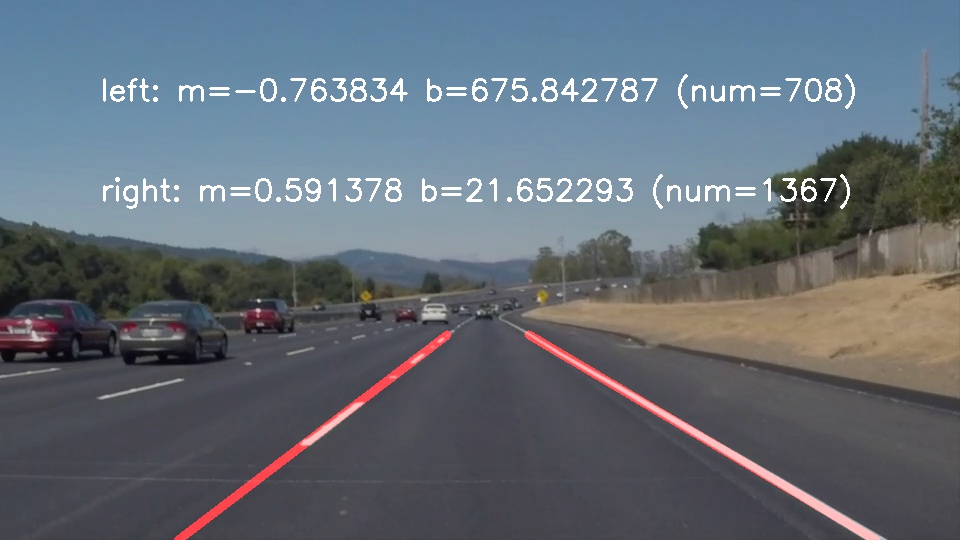 left: m=−0.763834 b=675.842787 (num=708)
right: m=0.591378 b=21.652293 (num=1367)